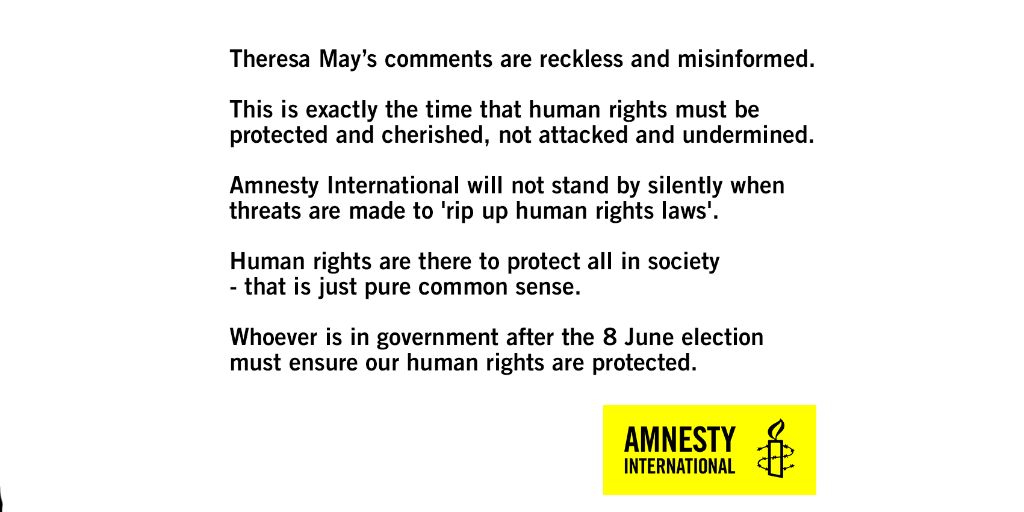 Theresa May’s comments are reckless and misinformed.
This is exactly the time that human rights must be
protected and cherished, not attacked and undermined.
Amnesty International will not stand by silently when
threats are made to 'rip up human rights laws'.
Human rights are there to protect all in society
- that is just pure common sense.
Whoever is in government after the 8 June election
must ensure our human rights are protected.
AMNESTY
INTERNATIONAL